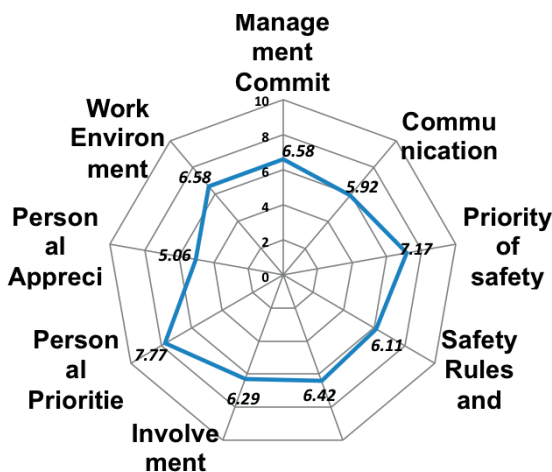 Manage
ment
Commit
Commu
nication
Priority
of
safety
Safety
Rules
and
Involve
ment
Person
al
Prioritie
Person
al
Appreci
Work
Environ
ment
10
8
6
4
2
0
6.58
5.92
7.17
6.11
6.42
6.29
7.77
5.06
6.58